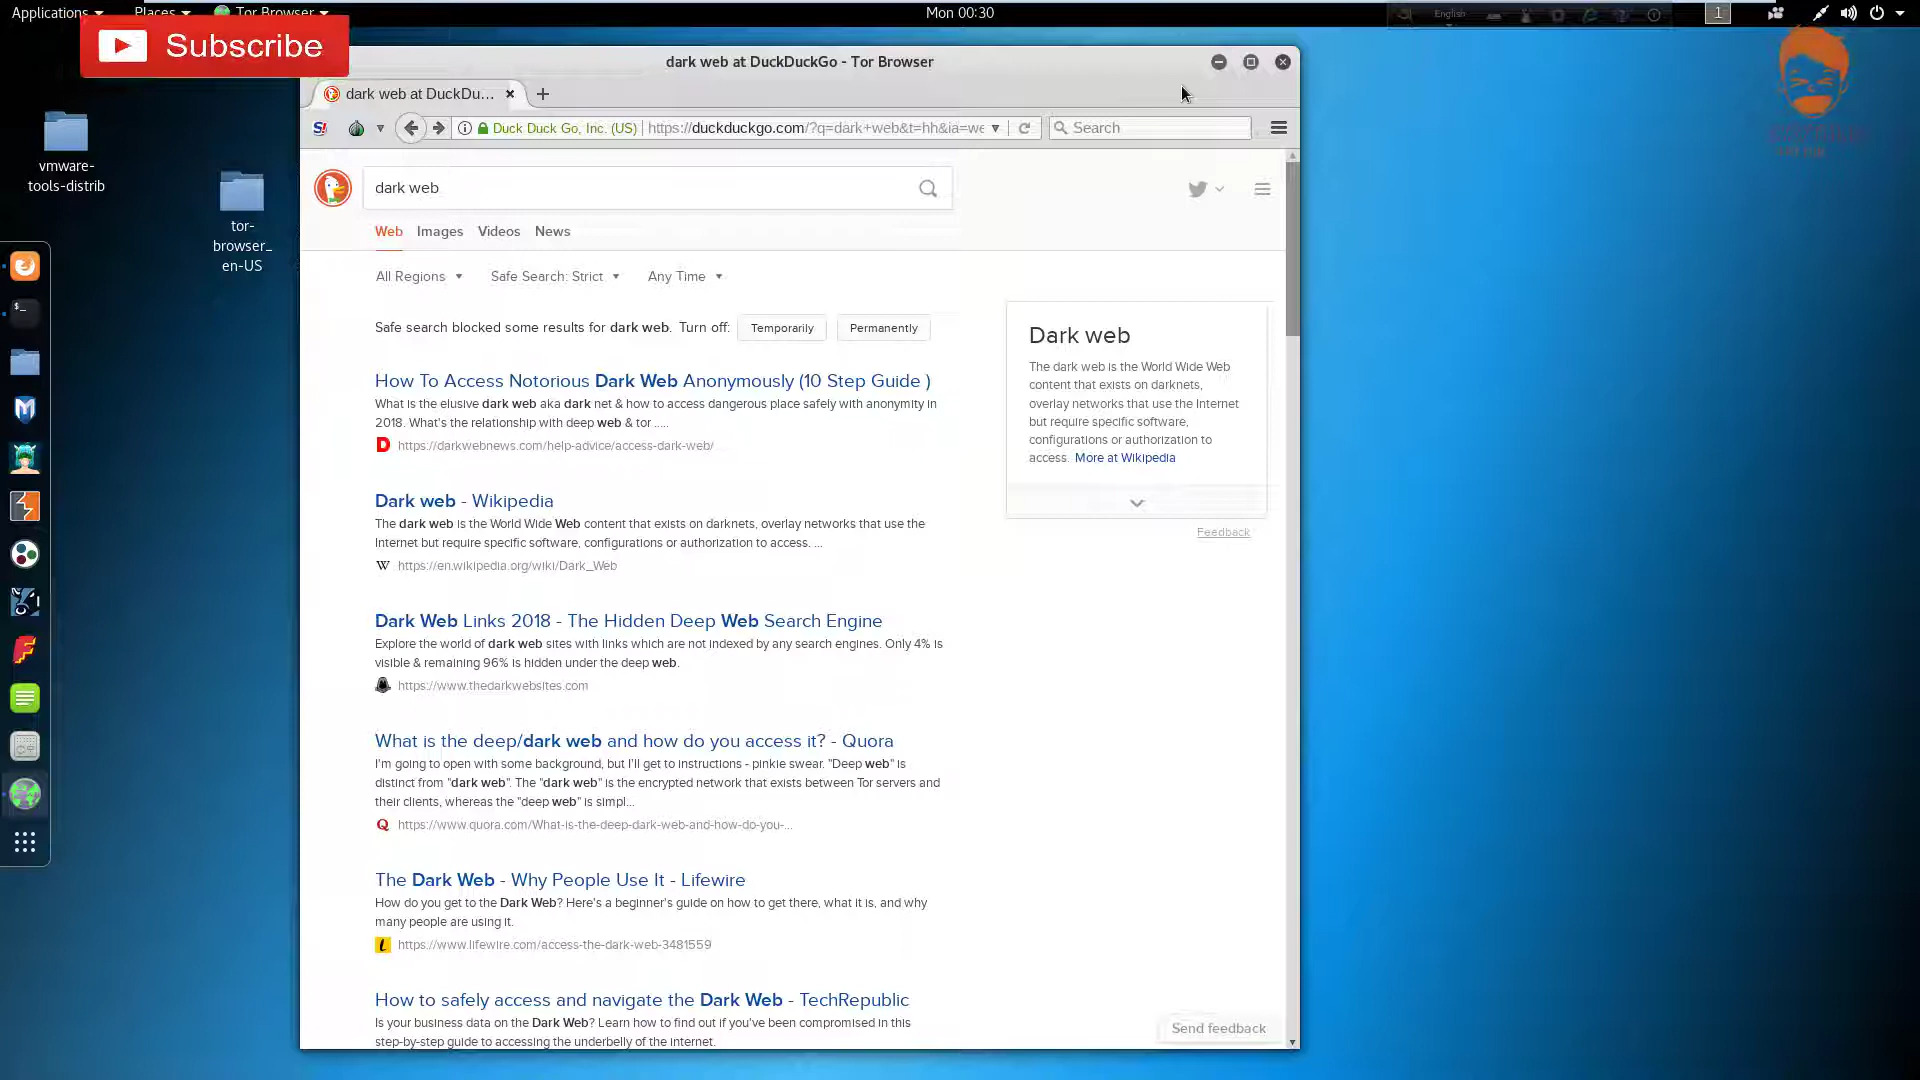 Applications Places Tor Browser
Mon 00:30
English
1
Subscribe
dark web at DuckDuckGo - Tor Browser
dark web at DuckDu...
S!
Duck Duck Go, Inc. (US)
https://duckduckgo.com/?q=dark+web&t=hh&ia=we
Search
vmware-
tools-distrib
tor-
browser_
en-US
dark web
Web Images Videos News
All Regions Safe Search: Strict Any Time
Safe search blocked some results for dark web. Turn off: Temporarily Permanently
How To Access Notorious Dark Web Anonymously (10 Step Guide )
What is the elusive dark web aka dark net & how to access dangerous place safely with anonymity in
2018. What's the relationship with deep web & tor .....
https://darkwebnews.com/help-advice/access-dark-web/
Dark web - Wikipedia
The dark web is the World Wide Web content that exists on darknets, overlay networks that use the
Internet but require specific software, configurations or authorization to access. ...
https://en.wikipedia.org/wiki/Dark_Web
Dark Web Links 2018 - The Hidden Deep Web Search Engine
Explore the world of dark web sites with links which are not indexed by any search engines. Only 4% is
visible & remaining 96% is hidden under the deep web.
https://www.thedarkwebsites.com
What is the deep/dark web and how do you access it? - Quora
I'm going to open with some background, but I'll get to instructions - pinkie swear. "Deep web" is
distinct from "dark web". The "dark web" is the encrypted network that exists between Tor servers and
their clients, whereas the "deep web" is simpl...
https://www.quora.com/What-is-the-deep-dark-web-and-how-do-you-...
The Dark Web - Why People Use It - Lifewire
How do you get to the Dark Web? Here's a beginner's guide on how to get there, what it is, and why
many people are using it.
https://www.lifewire.com/access-the-dark-web-3481559
How to safely access and navigate the Dark Web - TechRepublic
Is your business data on the Dark Web? Learn how to find out if you've been compromised in this
step-by-step guide to accessing the underbelly of the internet.
Dark web
The dark web is the World Wide Web
content that exists on darknets,
overlay networks that use the Internet
but require specific software,
configurations or authorization to
access. More at Wikipedia
Feedback
Send feedback